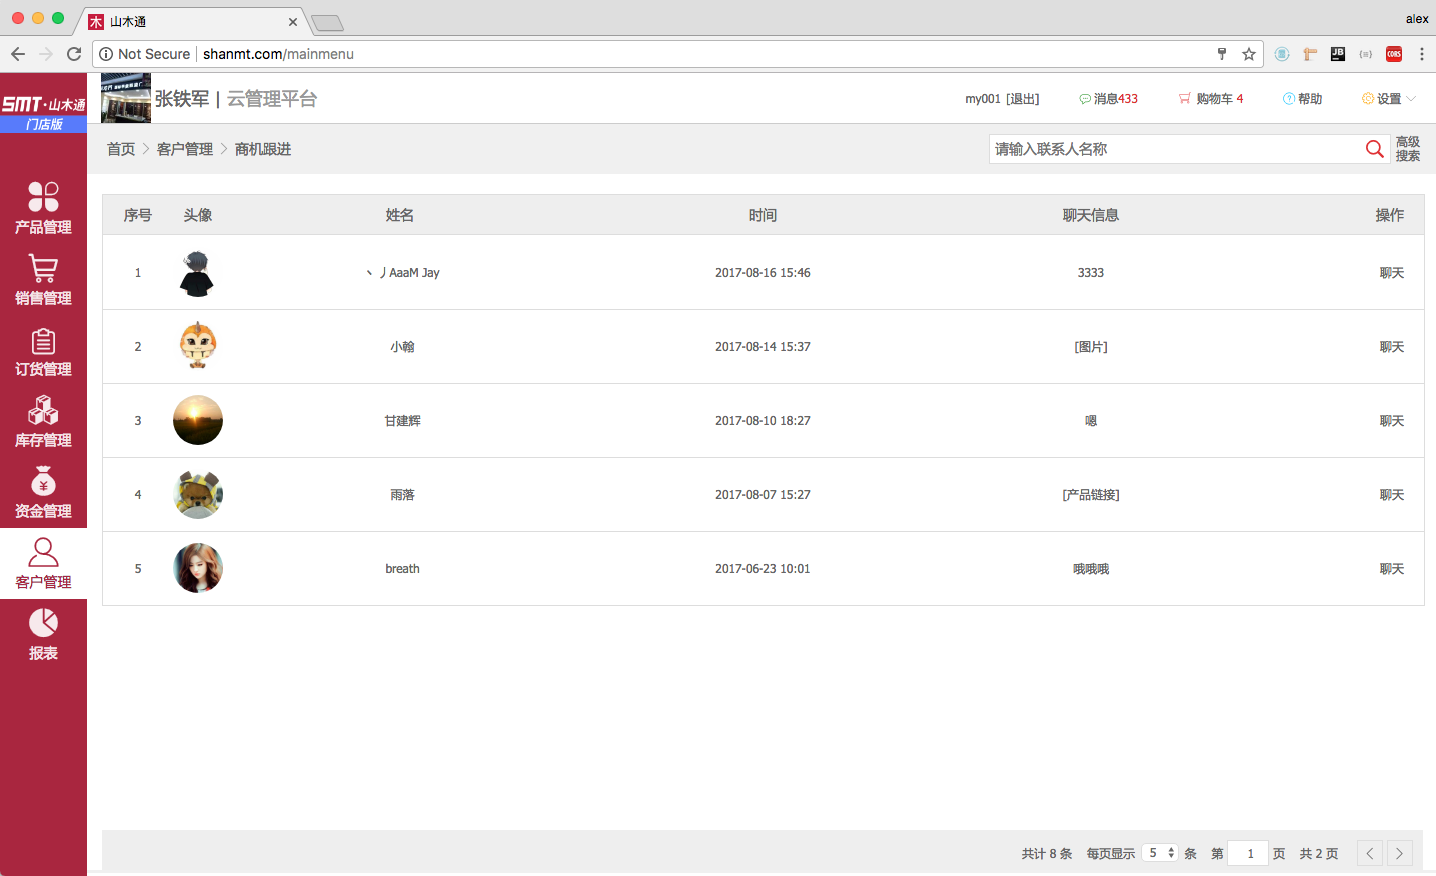 木 山木通
alex
Not Secure shanmt.com/mainmenu
JB
CORS
SMT·山木通
门店版
张铁军 | 云管理平台
my001 [退出] 消息433 购物车 4 帮助 设置
首页 客户管理 商机跟进
请输入联系人名称
高级
搜索
产品管理
销售管理
订货管理
库存管理
资金管理
客户管理
报表
序号 头像 姓名 时间 聊天信息 操作
1 丶丿AaaM Jay 2017-08-16 15:46 3333 聊天
2 小翰 2017-08-14 15:37 [图片] 聊天
3 甘建辉 2017-08-10 18:27 嗯 聊天
4 雨落 2017-08-07 15:27 [产品链接] 聊天
5 breath 2017-06-23 10:01 哦哦哦 聊天
共计 8 条 每页显示 5 条 第 1 页 共 2 页